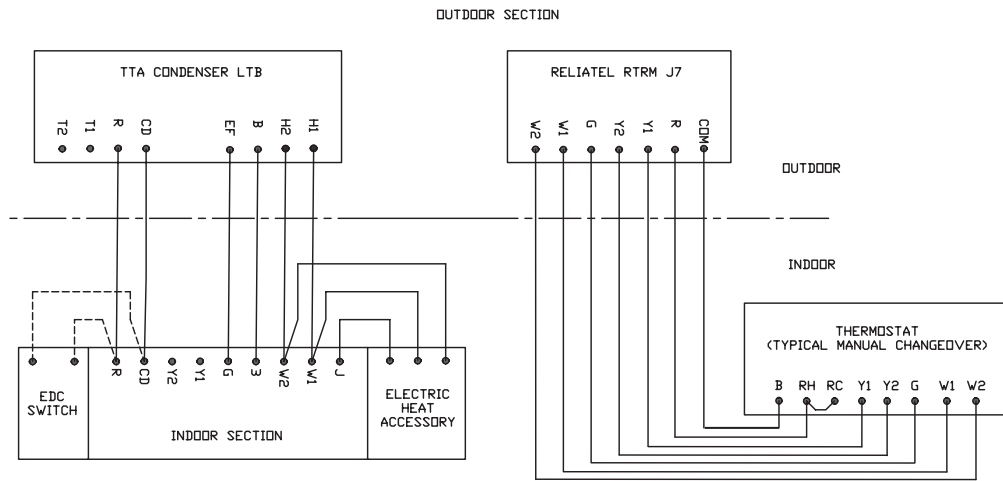 OUTDOOR SECTION
TTA CONDENSER LTB
T2 T1 R CD EF B H2 H1
RELIATEL RTRM J7
W2 W1 G Y2 Y1 R COM
OUTDOOR
INDOOR
THERMOSTAT
(TYPICAL MANUAL CHANGEOVER)
B RH RC Y1 Y2 G W1 W2
R CD Y2 Y1 G 3 W2 W1 J
EDC
SWITCH
INDOOR SECTION
ELECTRIC
HEAT
ACCESSORY